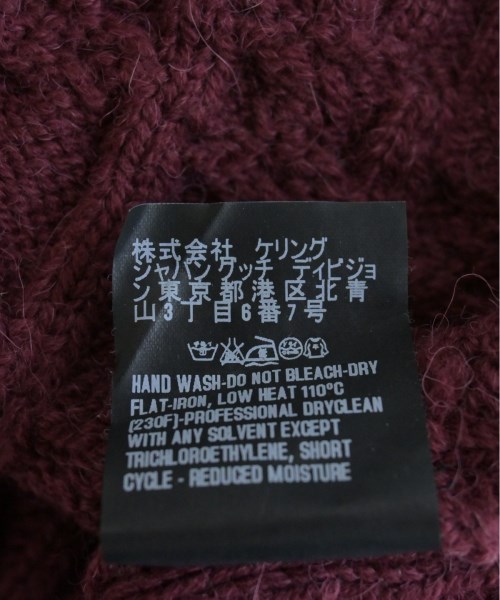 株式会社 ケリング
ジャパン グッチ ディビジョ
ン東京都港区北青
山3丁目6番7号
HAND WASH-DO NOT BLEACH-DRY
FLAT-IRON, LOW HEAT 110°C
(230F)-PROFESSIONAL DRYCLEAN
WITH ANY SOLVENT EXCEPT
TRICHLOROETHYLENE, SHORT
CYCLE - REDUCED MOISTURE